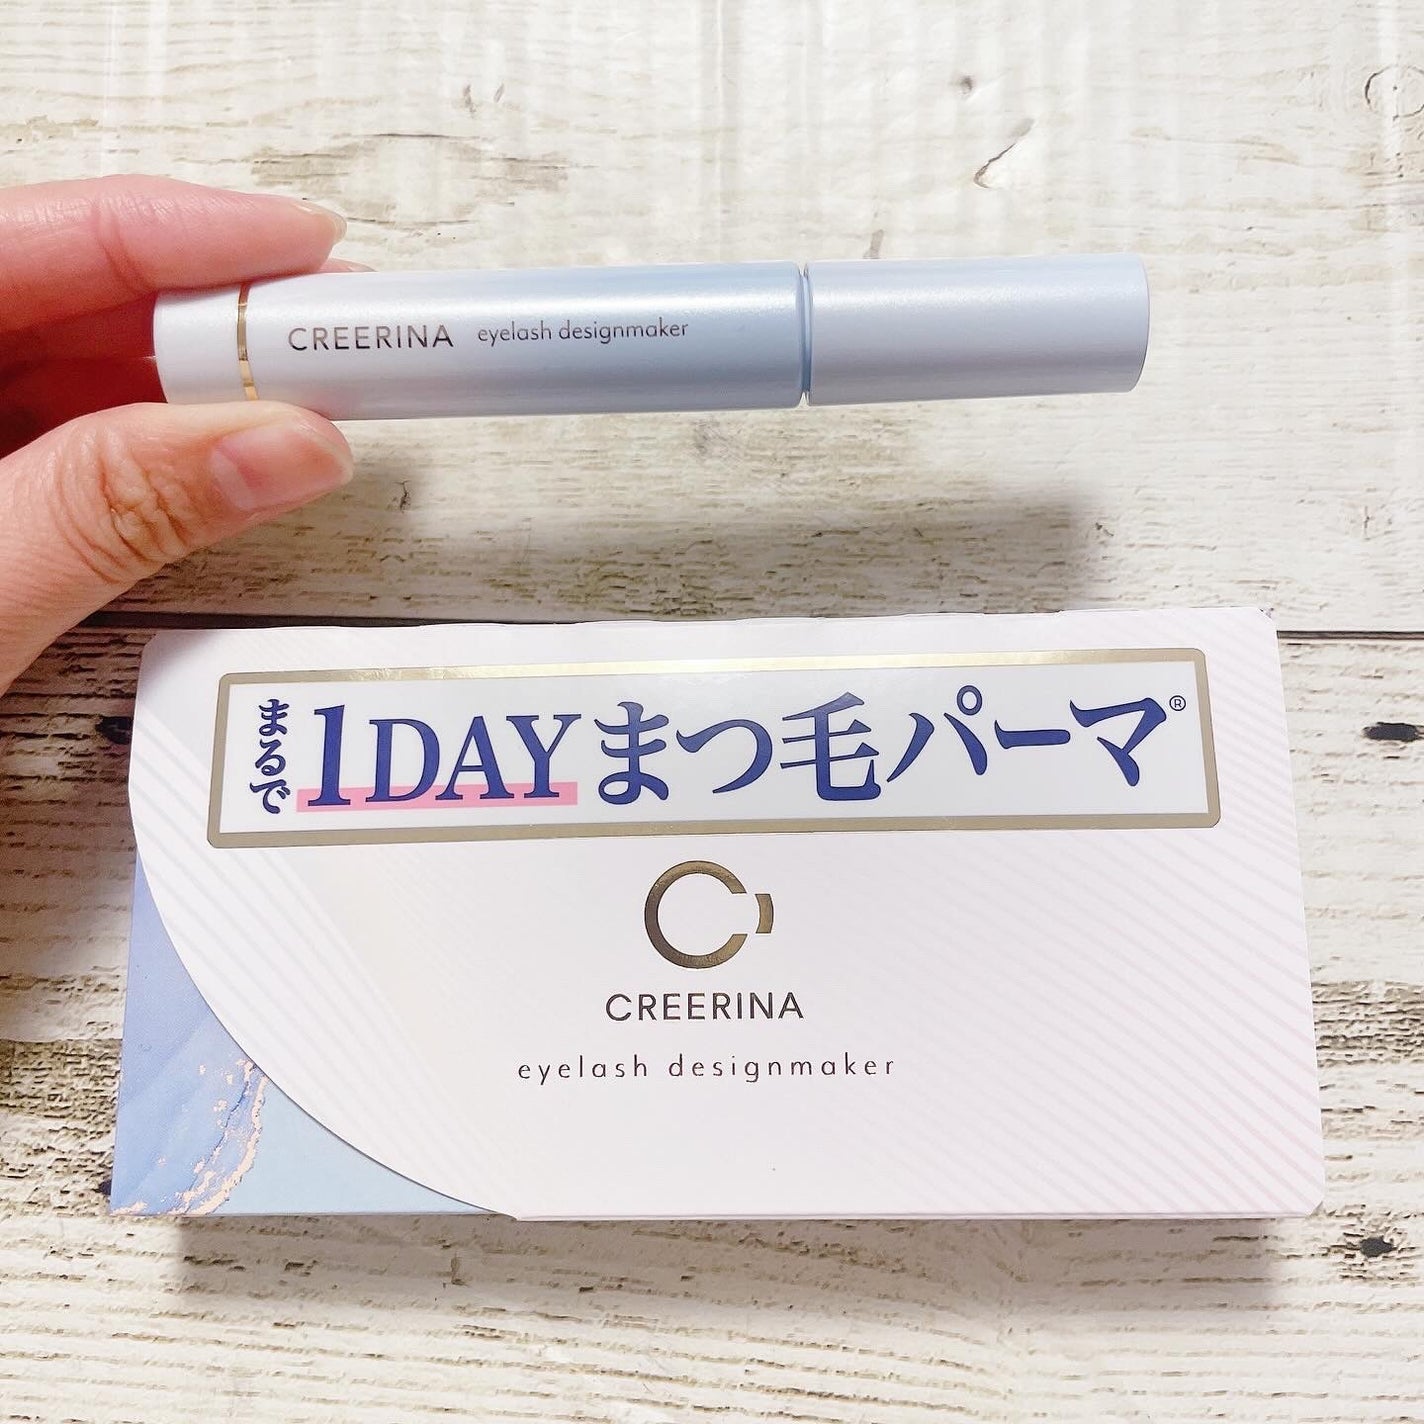 CREERINA eyelash designmaker
まるで1DAYまつ毛パーマ®
CREERINA
eyelash designmaker